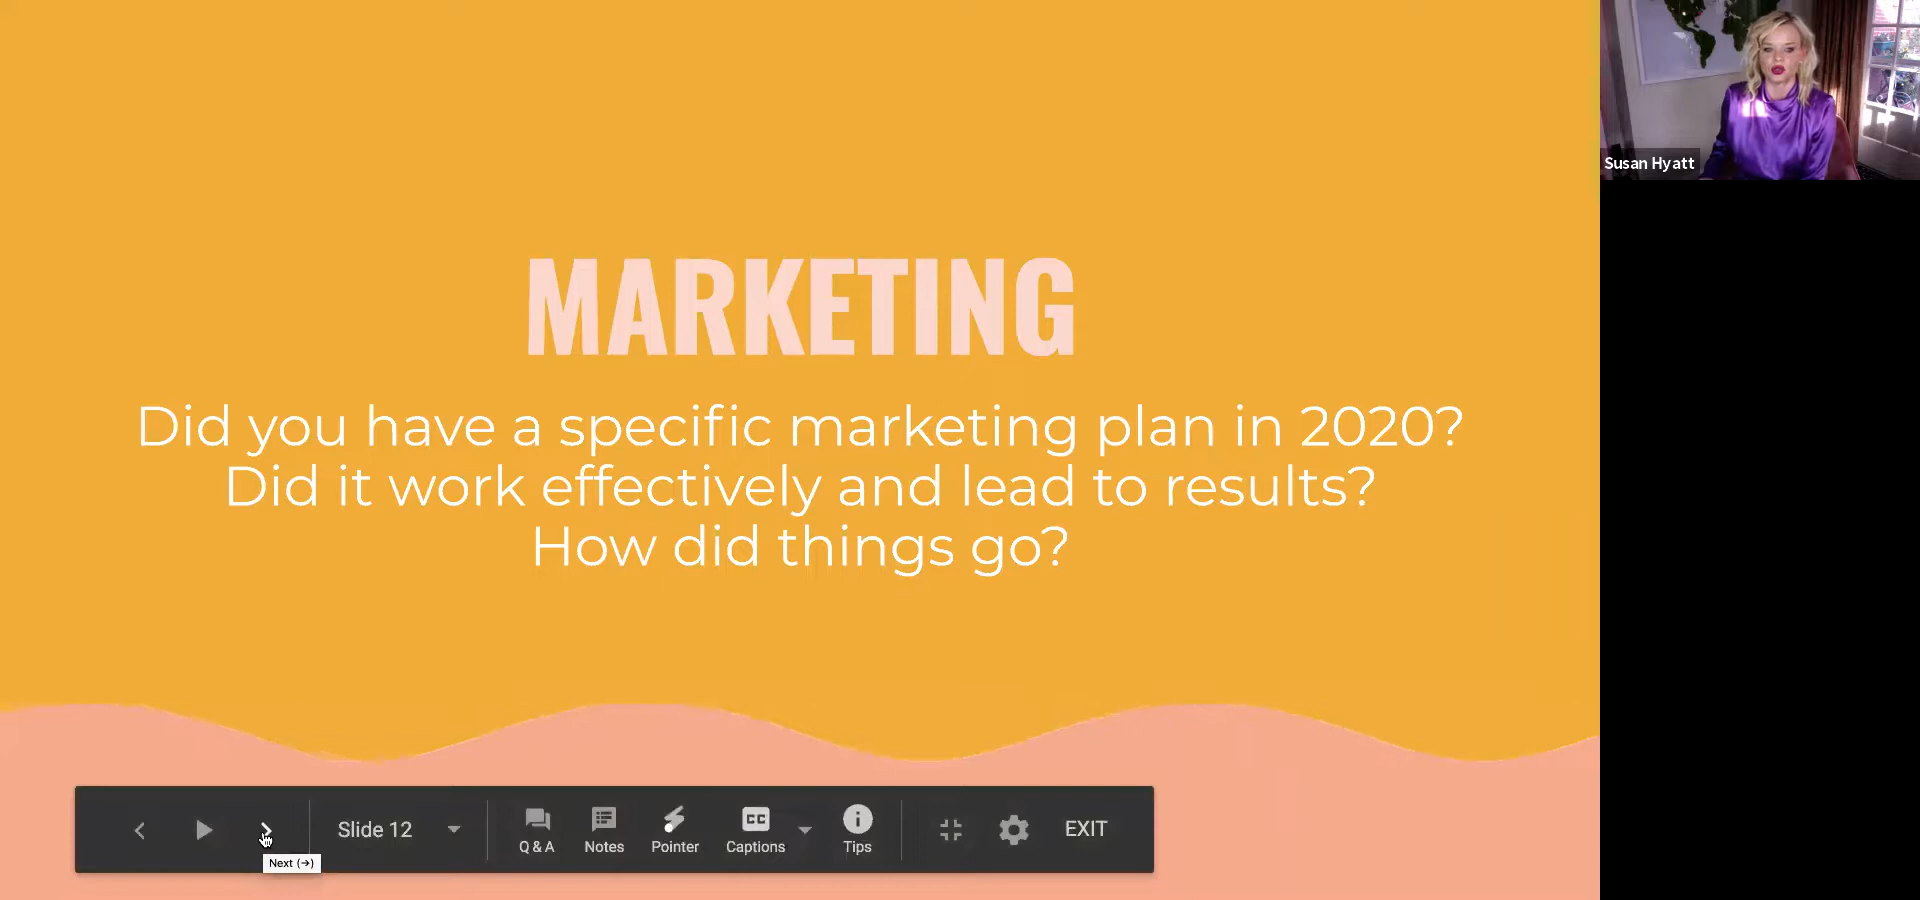 MARKETING
Did you have a specific marketing plan in 2020?
Did it work effectively and lead to results?
How did things go?
Susan Hyatt
Slide 12
Q & A
Notes
Pointer
CC
Captions
Tips
EXIT
Next (→)